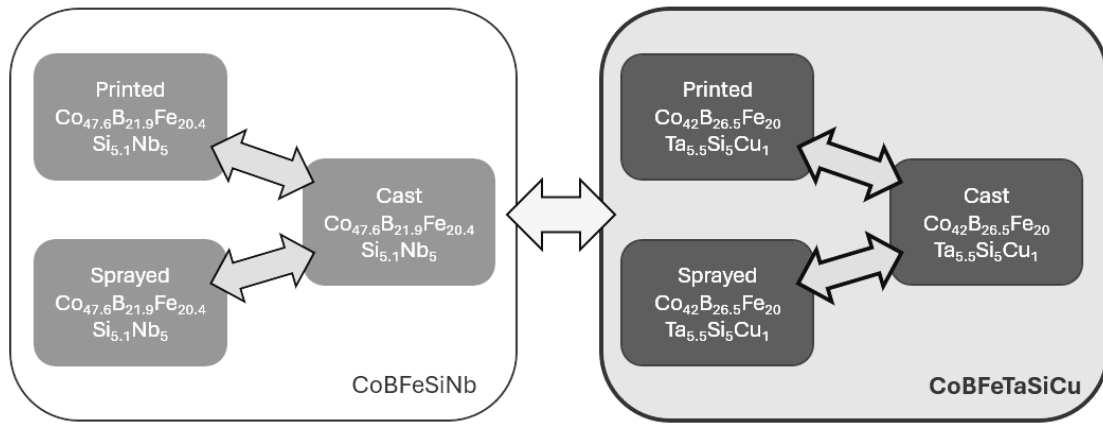 Printed
Co47.6B21.9Fe20.4
Si5.1Nb5
Cast
Co47.6B21.9Fe20.4
Si5.1Nb5
Sprayed
Co47.6B21.9Fe20.4
Si5.1Nb5
CoBFeSiNb
Printed
Co42B26.5Fe20
Ta5.5Si5Cu1
Cast
Co42B26.5Fe20
Ta5.5Si5Cu1
Sprayed
Co42B26.5Fe20
Ta5.5Si5Cu1
CoBFeTaSiCu